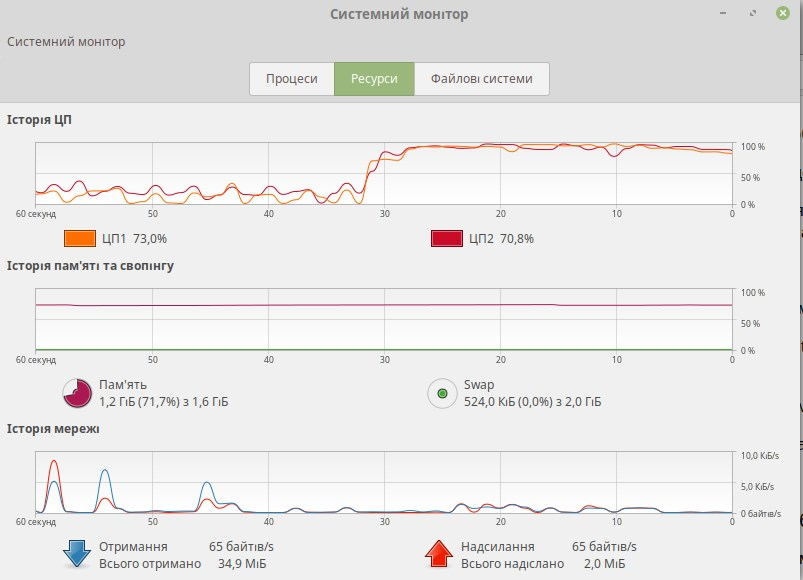 Системний монітор
Системний монітор
Процеси Ресурси Файлові системи
Історія ЦП
100 %
50 %
0 %
60 секунд 50 40 30 20 10 0
ЦП1 73,0% ЦП2 70,8%
Історія пам'яті та свопінгу
100 %
50 %
0 %
60 секунд 50 40 30 20 10 0
Пам'ять Swap
1,2 ГіБ (71,7%) з 1,6 ГіБ 524,0 КіБ (0,0%) з 2,0 ГіБ
Історія мережі
10,0 КіБ/s
5,0 КіБ/s
0 байтів/s
60 секунд 50 40 30 20 10 0
Отримання 65 байтів/s Надсилання 65 байтів/s
Всього отримано 34,9 МіБ Всього надіслано 2,0 МіБ